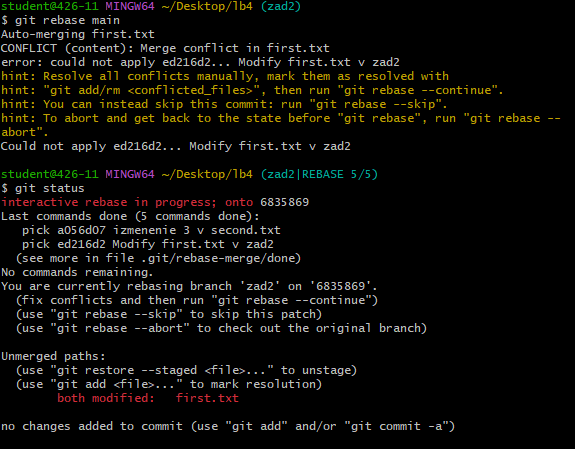 student@426-11 MINGW64 ~/Desktop/lb4 (zad2)
$ git rebase main
Auto-merging first.txt
CONFLICT (content): Merge conflict in first.txt
error: could not apply ed216d2... Modify first.txt v zad2
hint: Resolve all conflicts manually, mark them as resolved with
hint: "git add/rm <conflicted_files>", then run "git rebase --continue".
hint: You can instead skip this commit: run "git rebase --skip".
hint: To abort and get back to the state before "git rebase", run "git rebase --
abort".
Could not apply ed216d2... Modify first.txt v zad2

student@426-11 MINGW64 ~/Desktop/lb4 (zad2|REBASE 5/5)
$ git status
interactive rebase in progress; onto 6835869
Last commands done (5 commands done):
   pick a056d07 izmenenie 3 v second.txt
   pick ed216d2 Modify first.txt v zad2
  (see more in file .git/rebase-merge/done)
No commands remaining.
You are currently rebasing branch 'zad2' on '6835869'.
  (fix conflicts and then run "git rebase --continue")
  (use "git rebase --skip" to skip this patch)
  (use "git rebase --abort" to check out the original branch)

Unmerged paths:
  (use "git restore --staged <file>..." to unstage)
  (use "git add <file>..." to mark resolution)
        both modified:   first.txt

no changes added to commit (use "git add" and/or "git commit -a")